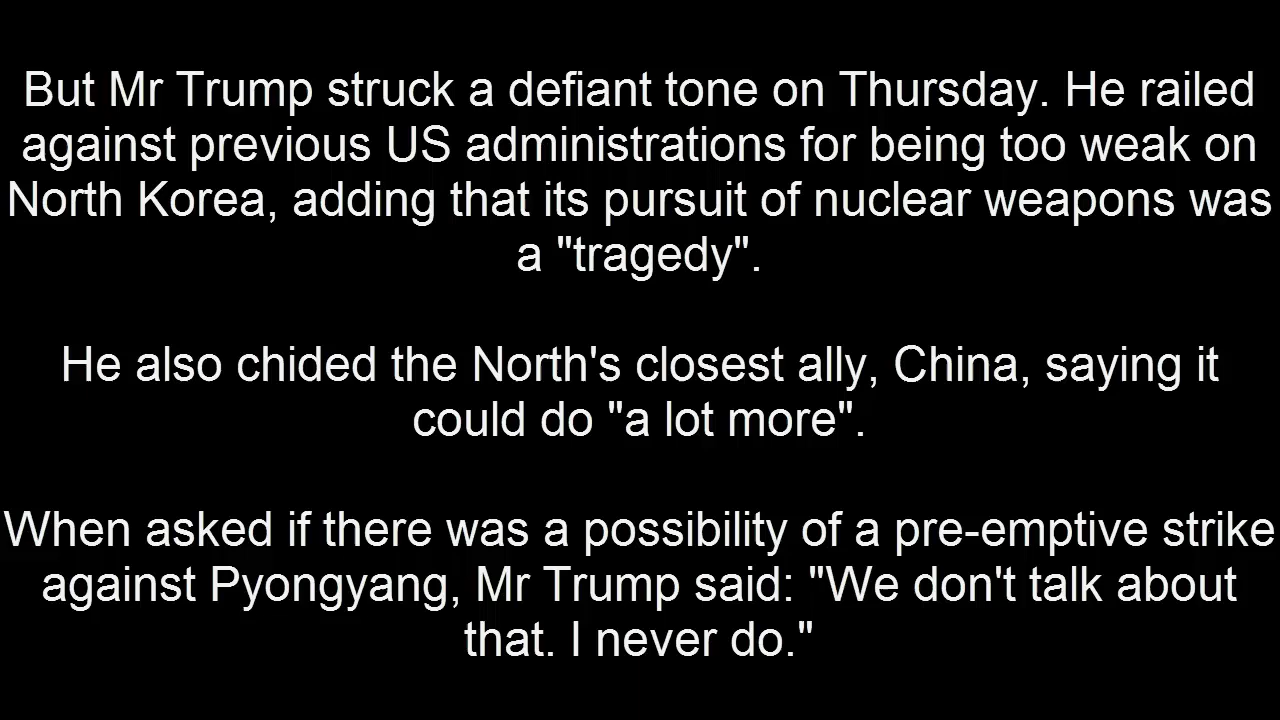 But Mr Trump struck a defiant tone on Thursday. He railed
against previous US administrations for being too weak on
North Korea, adding that its pursuit of nuclear weapons was
a "tragedy".
He also chided the North's closest ally, China, saying it
could do "a lot more".
When asked if there was a possibility of a pre-emptive strike
against Pyongyang, Mr Trump said: "We don't talk about
that. I never do."